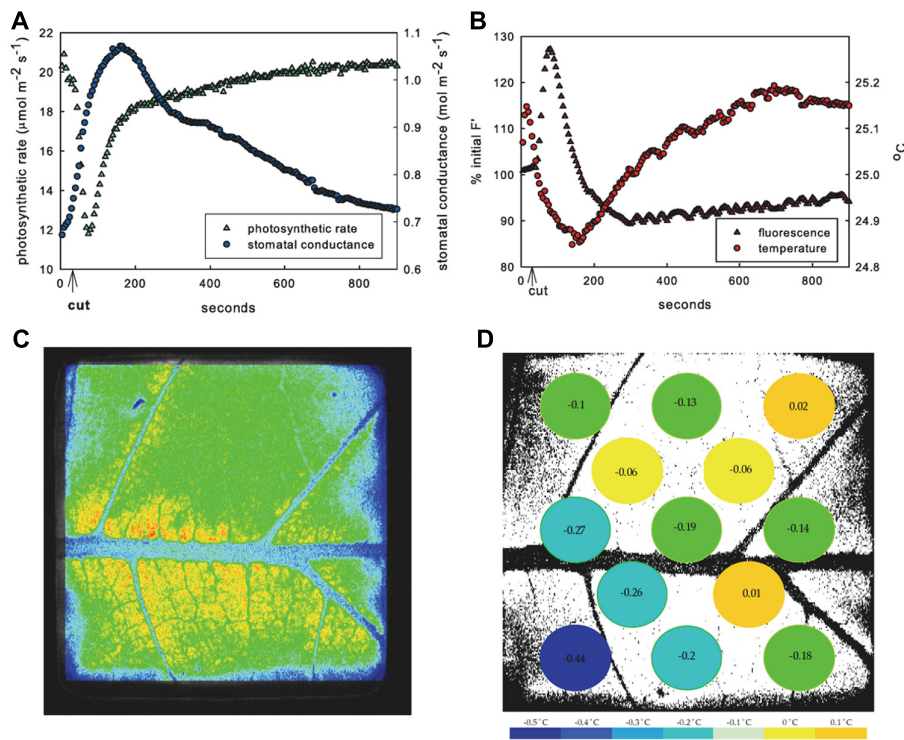 A
22
20
18
16
14
12
10
photosynthetic rate (μmol m-2 s-1)
1.1
1.0
0.9
0.8
0.7
0.6
stomatal conductance (mol m-2 s-1)
photosynthetic rate
stomatal conductance
0
200
400
600
800
cut
seconds
B
130
120
110
100
90
80
% initial F'
25.2
25.1
25.0
24.9
24.8
°C
fluorescence
temperature
0
200
400
600
800
cut
seconds
C
D
-0.1
-0.13
0.02
-0.06
-0.06
-0.27
-0.19
-0.14
-0.26
0.01
-0.44
-0.2
-0.18
-0.5˚C
-0.4˚C
-0.3˚C
-0.2˚C
-0.1˚C
0˚C
0.1˚C